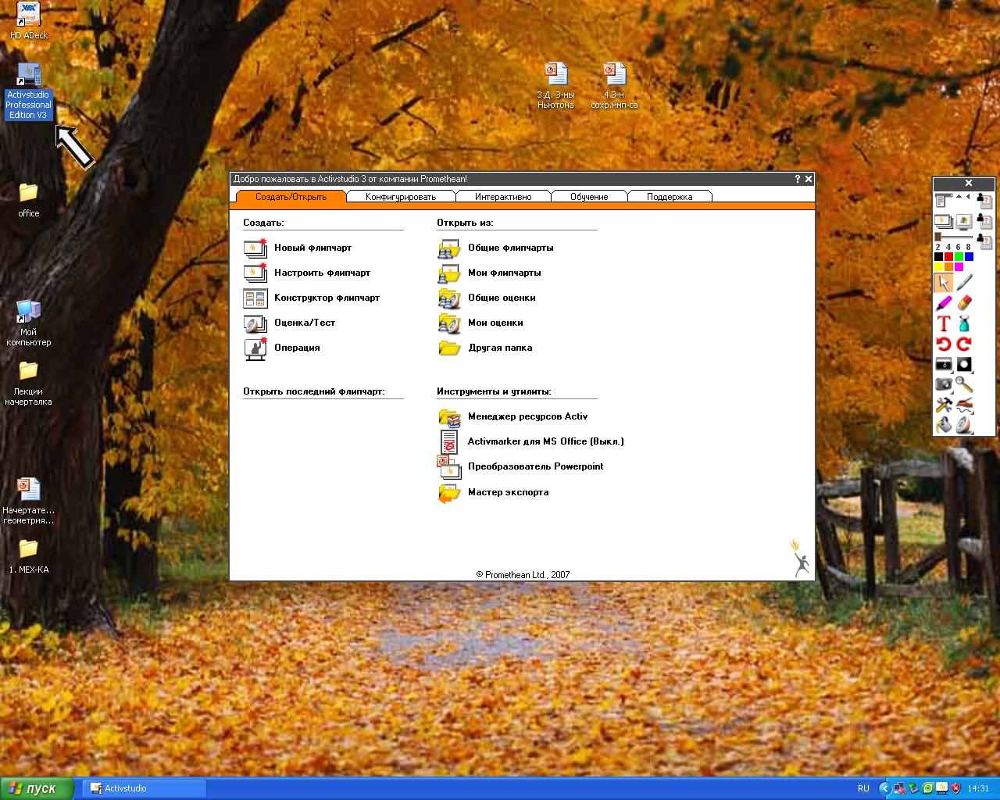 HD ADeck
Activstudio
Professional
Edition V3
3 Д. З-ны
Ньютона
4 З-н
сохр.имп-са
office
Мой
компьютер
Лекции
начерталка
Начертате...
геометрия...
1. МЕХ-КА
Добро пожаловать в Activstudio 3 от компании Promethean!
Создать/Открыть Конфигурировать Интерактивно Обучение Поддержка
Создать:
Новый флипчарт
Настроить флипчарт
Конструктор флипчарт
Оценка/Тест
Операция
Открыть из:
Общие флипчарты
Мои флипчарты
Общие оценки
Мои оценки
Другая папка
Открыть последний флипчарт:
Инструменты и утилиты:
Менеджер ресурсов Activ
Activmarker для MS Office (Выкл.)
Преобразователь Powerpoint
Мастер экспорта
© Promethean Ltd., 2007
2 4 6 8
T
пуск
Activstudio
RU
14:31